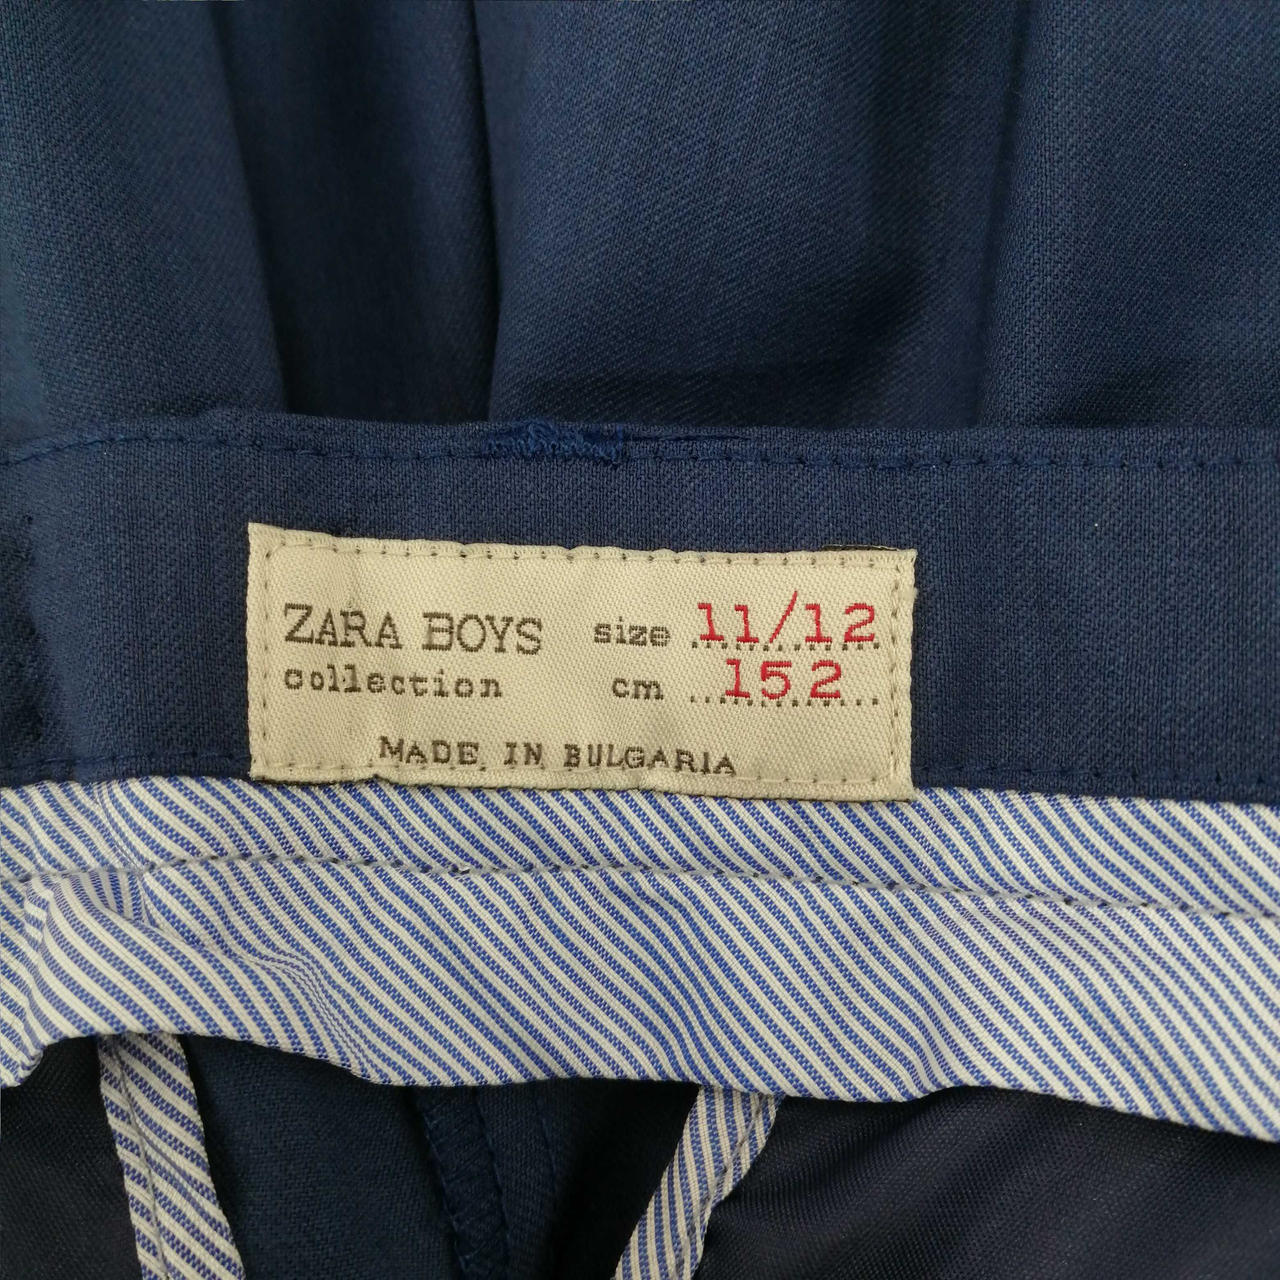 ZARA BOYS size 11/12
collection cm 152
MADE IN BULGARIA